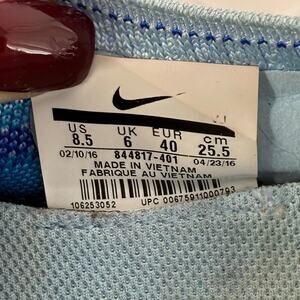 US UK EUR cm
8.5 6 40 25.5
02/10/16 844817-401 04/23/16
MADE IN VIETNAM
FABRIQUE AU VIETNAM
106253052 UPC 00675911000793